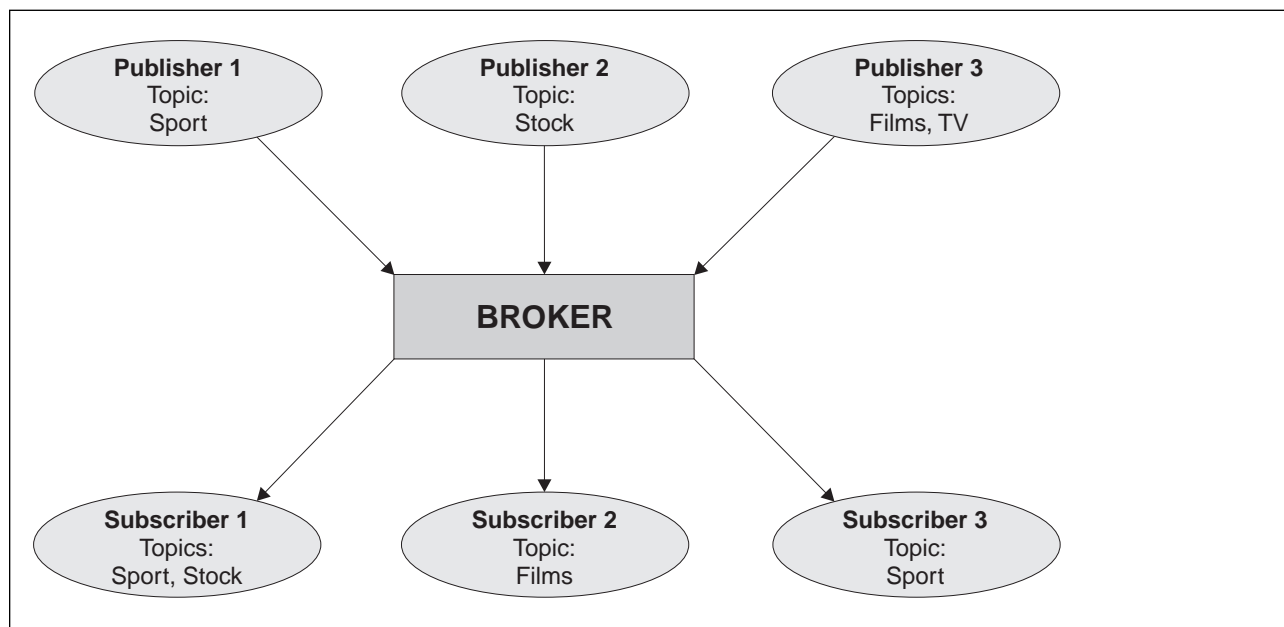 Publisher 1
Topic:
Sport
Publisher 2
Topic:
Stock
Publisher 3
Topics:
Films, TV
BROKER
Subscriber 1
Topics:
Sport, Stock
Subscriber 2
Topic:
Films
Subscriber 3
Topic:
Sport